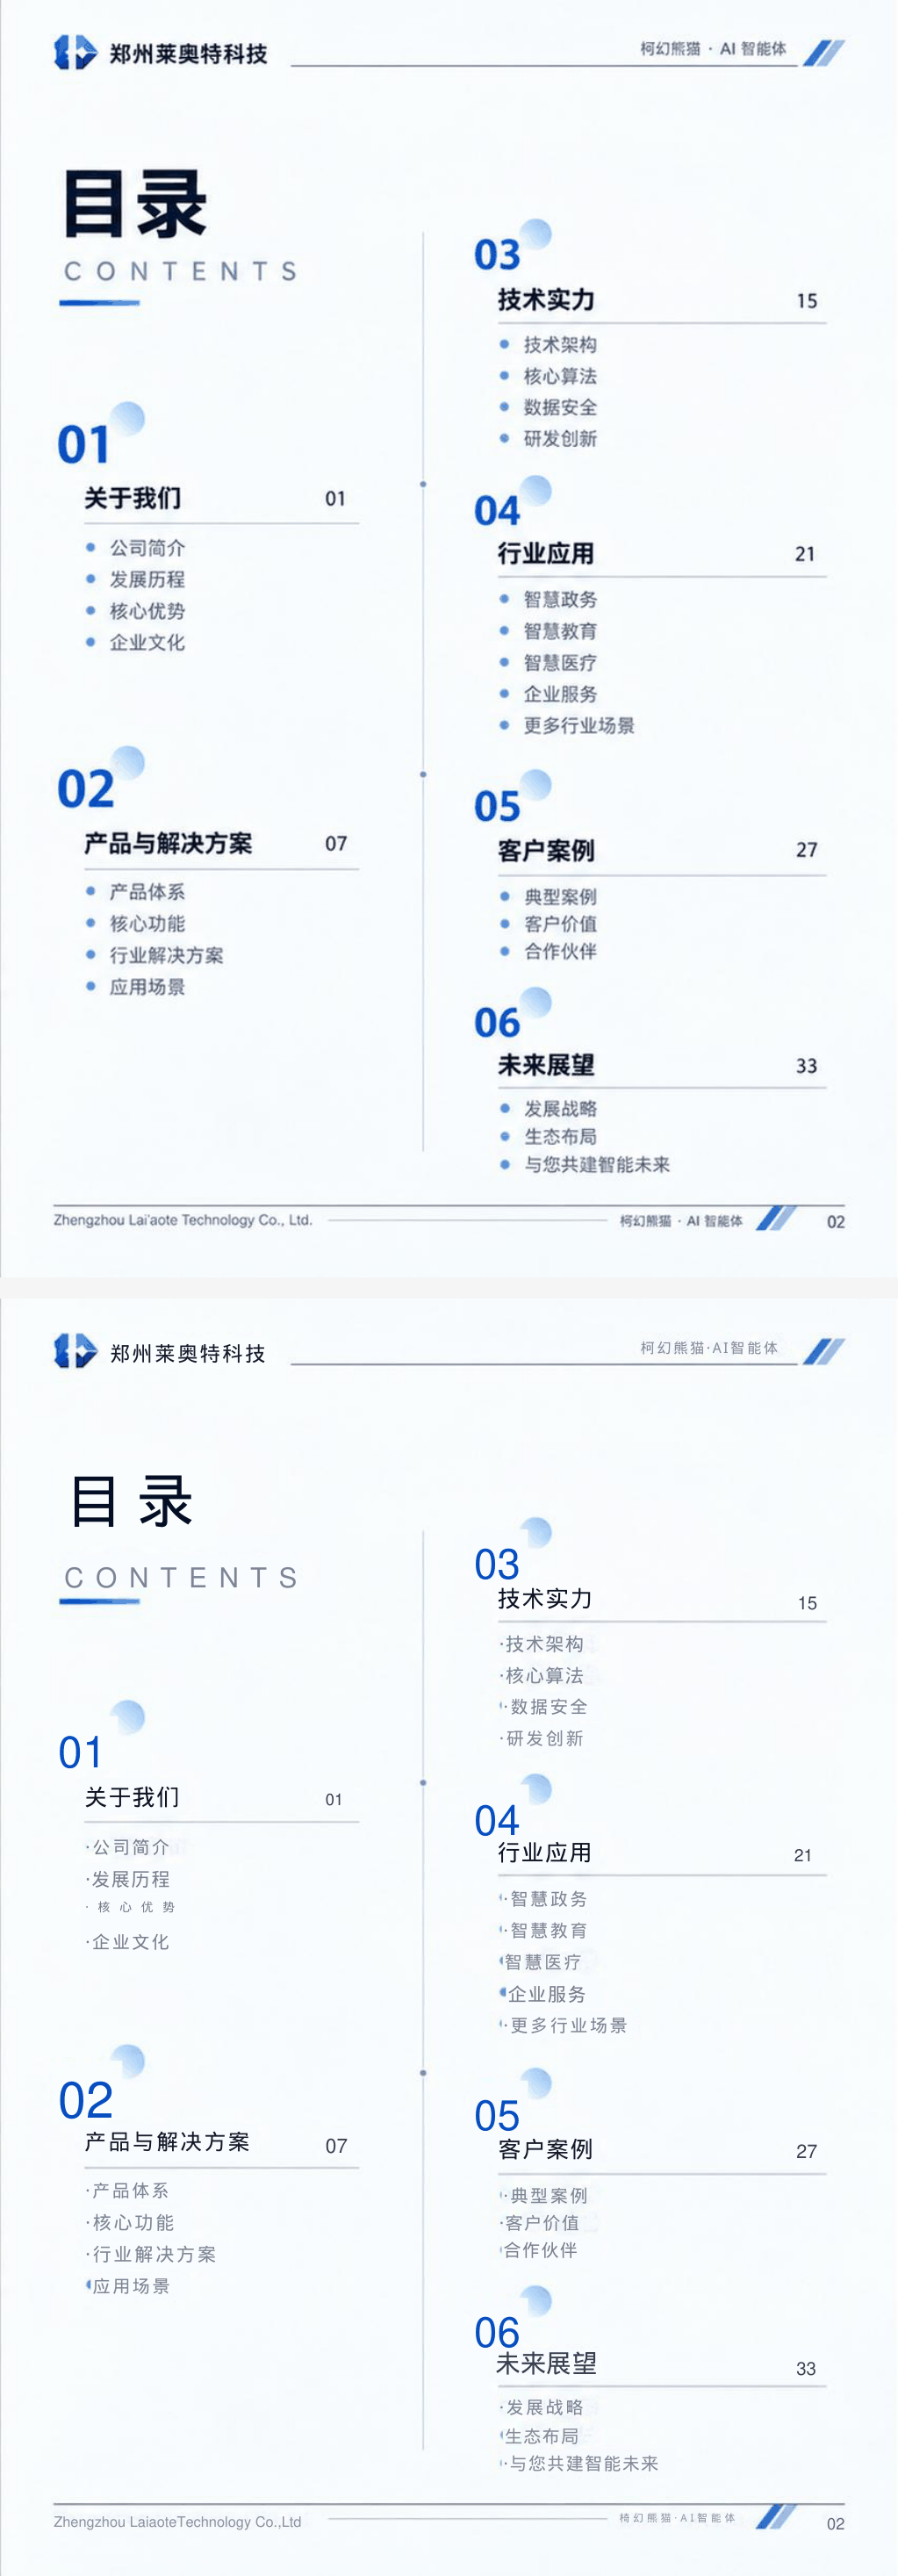 郑州莱奥特科技
柯幻熊猫 · AI 智能体
目录
CONTENTS
01
关于我们 01
公司简介
发展历程
核心优势
企业文化
02
产品与解决方案 07
产品体系
核心功能
行业解决方案
应用场景
03
技术实力 15
技术架构
核心算法
数据安全
研发创新
04
行业应用 21
智慧政务
智慧教育
智慧医疗
企业服务
更多行业场景
05
客户案例 27
典型案例
客户价值
合作伙伴
06
未来展望 33
发展战略
生态布局
与您共建智能未来
Zhengzhou Lai'aote Technology Co., Ltd. 柯幻熊猫 · AI 智能体 02
郑州莱奥特科技
柯幻熊猫·AI智能体
目录
CONTENTS
01
关于我们 01
·公司简介
·发展历程
·核心优势
·企业文化
02
产品与解决方案 07
·产品体系
·核心功能
·行业解决方案
应用场景
03
技术实力 15
·技术架构
·核心算法
·数据安全
·研发创新
04
行业应用 21
·智慧政务
·智慧教育
智慧医疗
企业服务
·更多行业场景
05
客户案例 27
·典型案例
·客户价值
合作伙伴
06
未来展望 33
·发展战略
生态布局
·与您共建智能未来
Zhengzhou LaiaoteTechnology Co.,Ltd 椅幻熊猫·AI智能体 02